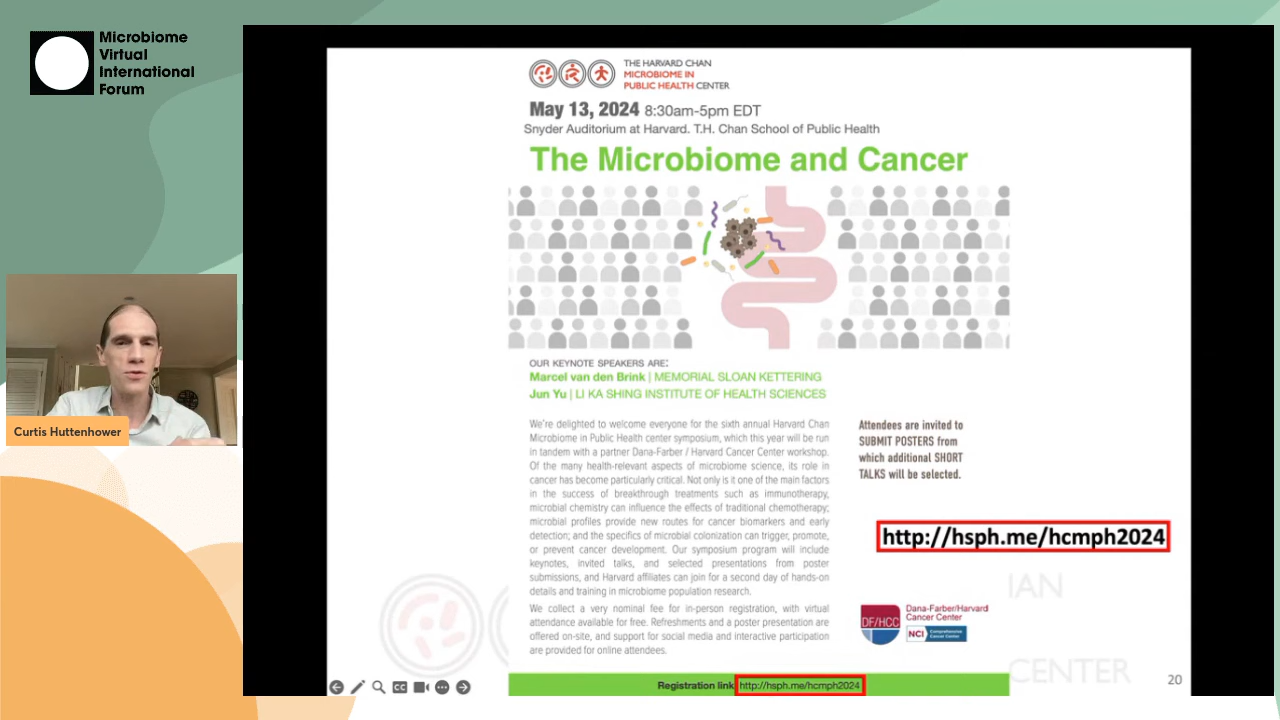 Microbiome
Virtual
International
Forum
Curtis Huttenhower
THE HARVARD CHAN
MICROBIOME IN
PUBLIC HEALTH CENTER
May 13, 2024 8:30am-5pm EDT
Snyder Auditorium at Harvard. T.H. Chan School of Public Health
The Microbiome and Cancer
OUR KEYNOTE SPEAKERS ARE:
Marcel van den Brink | MEMORIAL SLOAN KETTERING
Jun Yu | LI KA SHING INSTITUTE OF HEALTH SCIENCES
We're delighted to welcome everyone for the sixth annual Harvard Chan
Microbiome in Public Health center symposium, which this year will be run
in tandem with a partner Dana-Farber / Harvard Cancer Center workshop.
Of the many health-relevant aspects of microbiome science, its role in
cancer has become particularly critical. Not only is it one of the main factors
in the success of breakthrough treatments such as immunotherapy,
microbial chemistry can influence the effects of traditional chemotherapy;
microbial profiles provide new routes for cancer biomarkers and early
detection; and the specifics of microbial colonization can trigger, promote,
or prevent cancer development. Our symposium program will include
keynotes, invited talks, and selected presentations from poster
submissions, and Harvard affiliates can join for a second day of hands-on
details and training in microbiome population research.
We collect a very nominal fee for in-person registration, with virtual
attendance available for free. Refreshments and a poster presentation are
offered on-site, and support for social media and interactive participation
are provided for online attendees.
Attendees are invited to
SUBMIT POSTERS from
which additional SHORT
TALKS will be selected.
http://hsph.me/hcmph2024
IAN
DF/HCC
Dana-Farber/Harvard
Cancer Center
NCI
Comprehensive
Cancer Center
CENTER
20
CC
Registration link http://hsph.me/hcmph2024